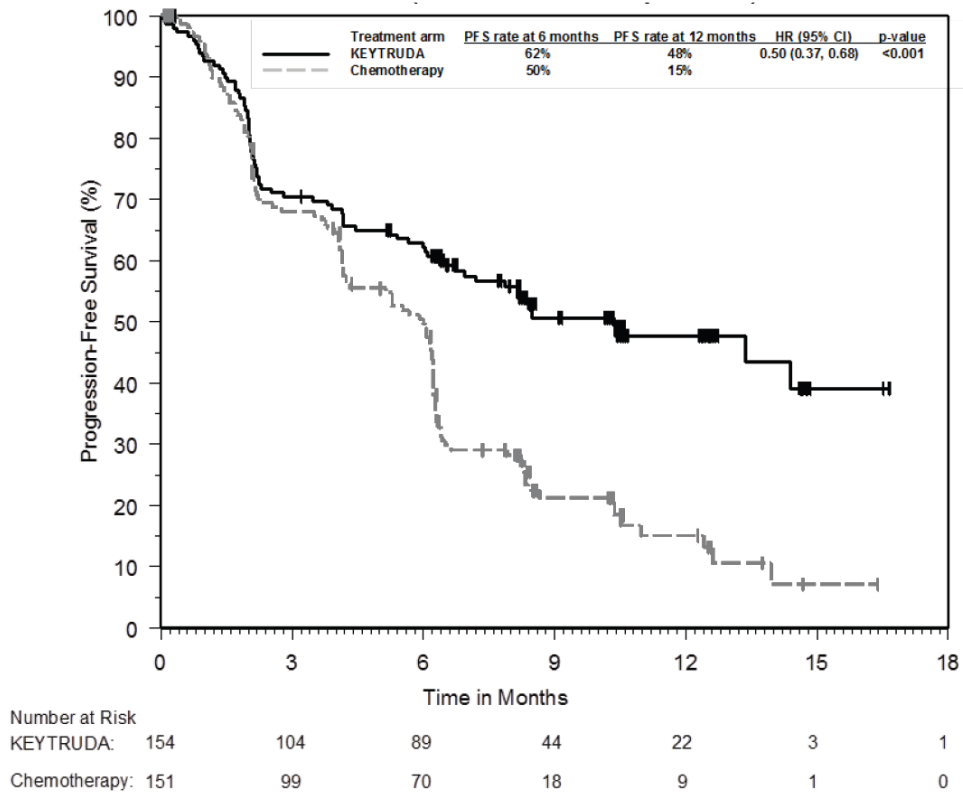 Treatment arm PFS rate at 6 months PFS rate at 12 months HR (95% CI) p-value
KEYTRUDA 62% 48% 0.50 (0.37, 0.68) <0.001
Chemotherapy 50% 15%
100
90
80
70
60
50
40
30
20
10
0
Progression-Free Survival (%)
0 3 6 9 12 15 18
Time in Months
Number at Risk
KEYTRUDA: 154 104 89 44 22 3 1
Chemotherapy: 151 99 70 18 9 1 0